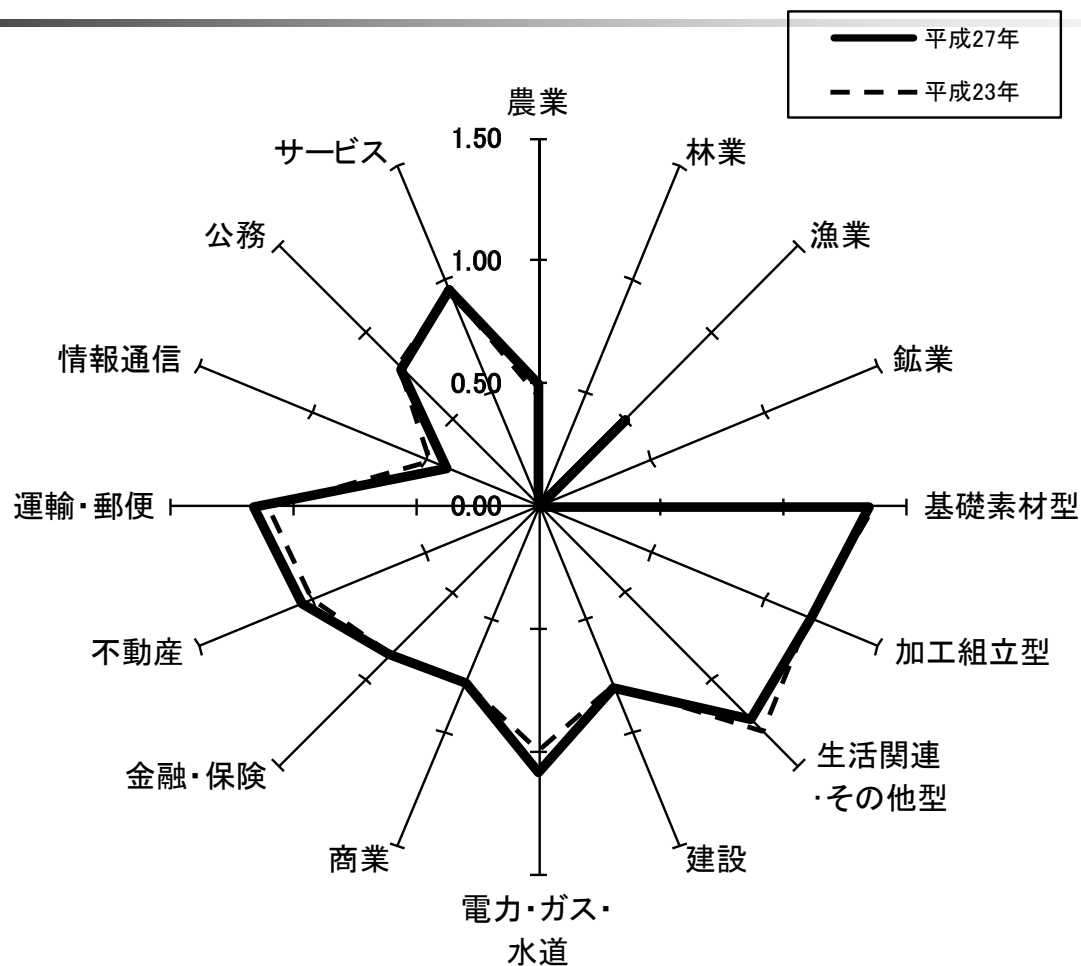 平成27年
平成23年
農業
林業
漁業
鉱業
基礎素材型
加工組立型
生活関連
・その他型
建設
電力・ガス・
水道
商業
金融・保険
不動産
運輸・郵便
情報通信
公務
サービス
1.50
1.00
0.50
0.00